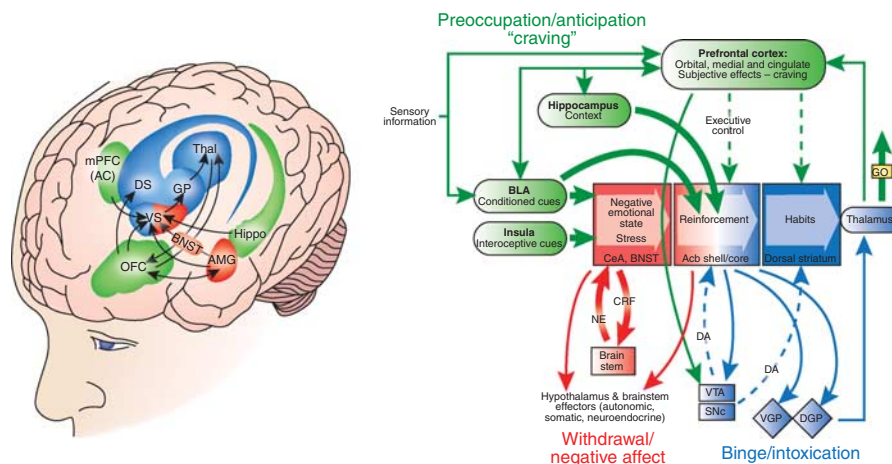 mPFC
(AC)
DS
Thal
GP
VS
BNST
Hippo
OFC
AMG
Preoccupation/anticipation
“craving”
Prefrontal cortex:
Orbital, medial and cingulate
Subjective effects – craving
Sensory
information
Hippocampus
Context
Executive
control
GO
BLA
Conditioned cues
Insula
Interoceptive cues
Negative
emotional
state
Stress
CeA, BNST
Reinforcement
Acb shell/core
Habits
Dorsal striatum
Thalamus
NE
CRF
Brain
stem
DA
DA
VTA
SNc
VGP
DGP
Hypothalamus & brainstem
effectors (autonomic,
somatic, neuroendocrine)
Withdrawal/
negative affect
Binge/intoxication